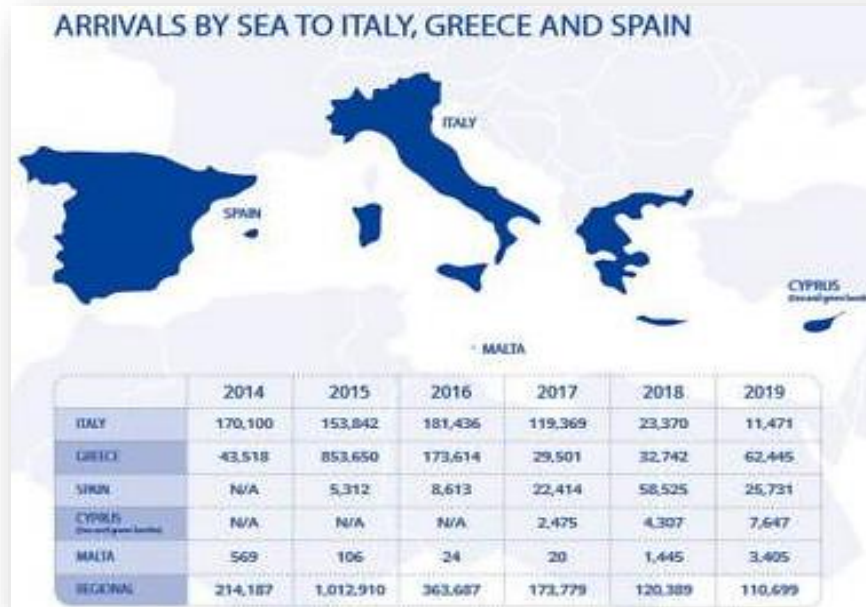 ARRIVALS BY SEA TO ITALY, GREECE AND SPAIN
ITALY
SPAIN
CYPRUS
MALTA
2014 2015 2016 2017 2018 2019
ITALY 170,100 153,842 181,436 119,369 23,370 11,471
GREECE 43,518 853,650 173,614 29,501 32,742 62,445
SPAIN N/A 5,312 8,613 22,414 58,525 25,731
CYPRUS N/A N/A N/A 2,475 4,307 7,647
MALTA 569 106 24 20 1,445 3,405
REGIONAL 214,187 1,012,910 363,687 173,779 120,389 110,699